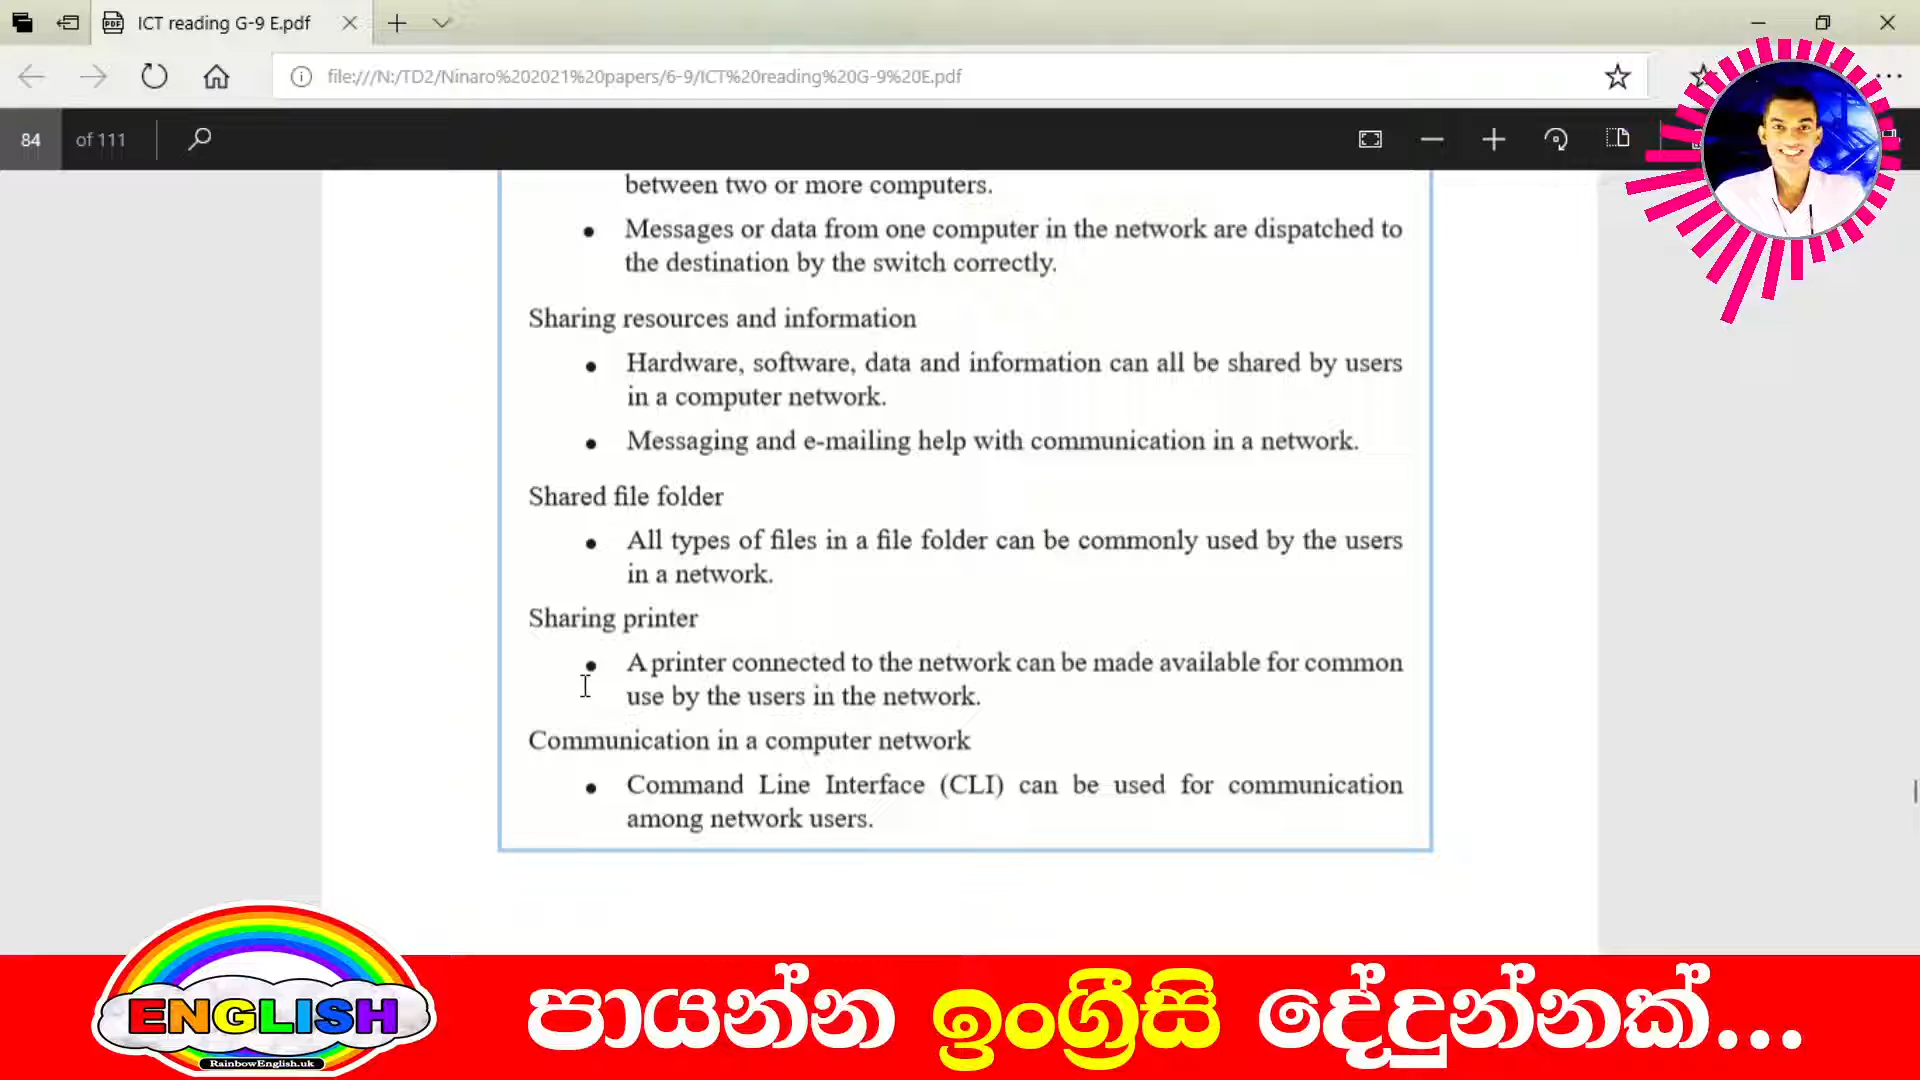 ICT reading G-9 E.pdf
file:///N:/TD2/Ninaro%202021%20papers/6-9/ICT%20reading%20G-9%20E.pdf
84 of 111
between two or more computers.
• Messages or data from one computer in the network are dispatched to
the destination by the switch correctly.
Sharing resources and information
• Hardware, software, data and information can all be shared by users
in a computer network.
• Messaging and e-mailing help with communication in a network.
Shared file folder
• All types of files in a file folder can be commonly used by the users
in a network.
Sharing printer
• A printer connected to the network can be made available for common
use by the users in the network.
Communication in a computer network
• Command Line Interface (CLI) can be used for communication
among network users.
ENGLISH
RainbowEnglish.uk
පායන්න ඉංග්‍රීසි දේදුන්නක්...